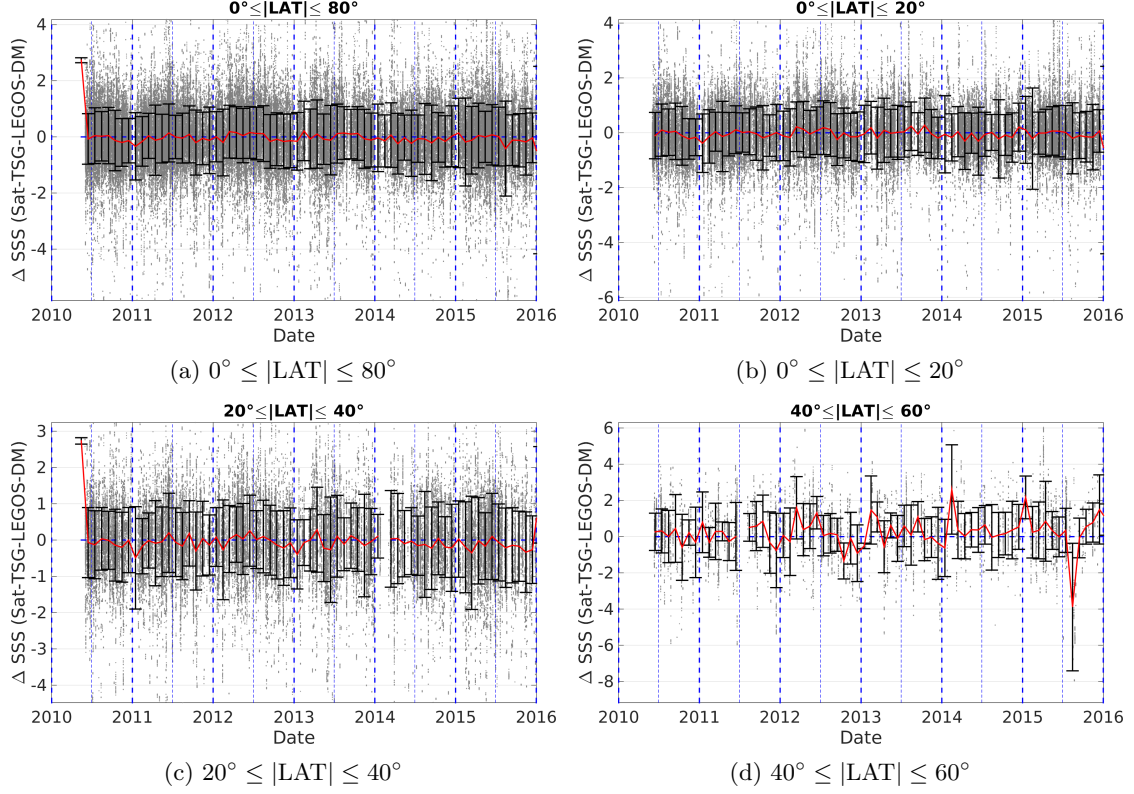 0°≤|LAT|≤ 80°
Δ SSS (Sat-TSG-LEGOS-DM)
2
0
-2
-4
2010 2011 2012 2013 2014 2015 2016
Date
(a) 0° ≤ |LAT| ≤ 80°
0°≤|LAT|≤ 20°
Δ SSS (Sat-TSG-LEGOS-DM)
4
2
0
-2
-4
-6
2010 2011 2012 2013 2014 2015 2016
Date
(b) 0° ≤ |LAT| ≤ 20°
20°≤|LAT|≤ 40°
Δ SSS (Sat-TSG-LEGOS-DM)
3
2
1
0
-1
-2
-3
-4
2010 2011 2012 2013 2014 2015 2016
Date
(c) 20° ≤ |LAT| ≤ 40°
40°≤|LAT|≤ 60°
Δ SSS (Sat-TSG-LEGOS-DM)
6
4
2
0
-2
-4
-6
-8
2010 2011 2012 2013 2014 2015 2016
Date
(d) 40° ≤ |LAT| ≤ 60°